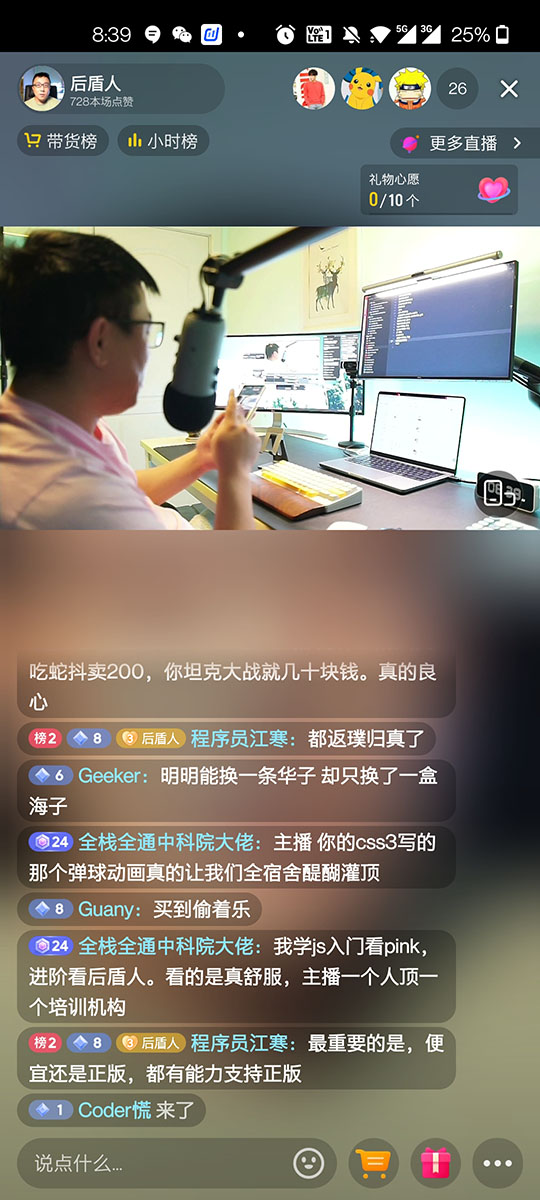 8:39
Vo LTE 1
5G
3G
25%
后盾人
728本场点赞
26
带货榜
小时榜
更多直播
礼物心愿
0/10个
吃蛇抖卖200，你坦克大战就几十块钱。真的良
心
榜2 8 后盾人 程序员江寒：都返璞归真了
6 Geeker：明明能换一条华子 却只换了一盒
海子
24 全栈全通中科院大佬：主播 你的css3写的
那个弹球动画真的让我们全宿舍醍醐灌顶
8 Guany：买到偷着乐
24 全栈全通中科院大佬：我学js入门看pink，
进阶看后盾人。看的是真舒服，主播一个人顶一
个培训机构
榜2 8 后盾人 程序员江寒：最重要的是，便
宜还是正版，都有能力支持正版
1 Coder慌 来了
说点什么...